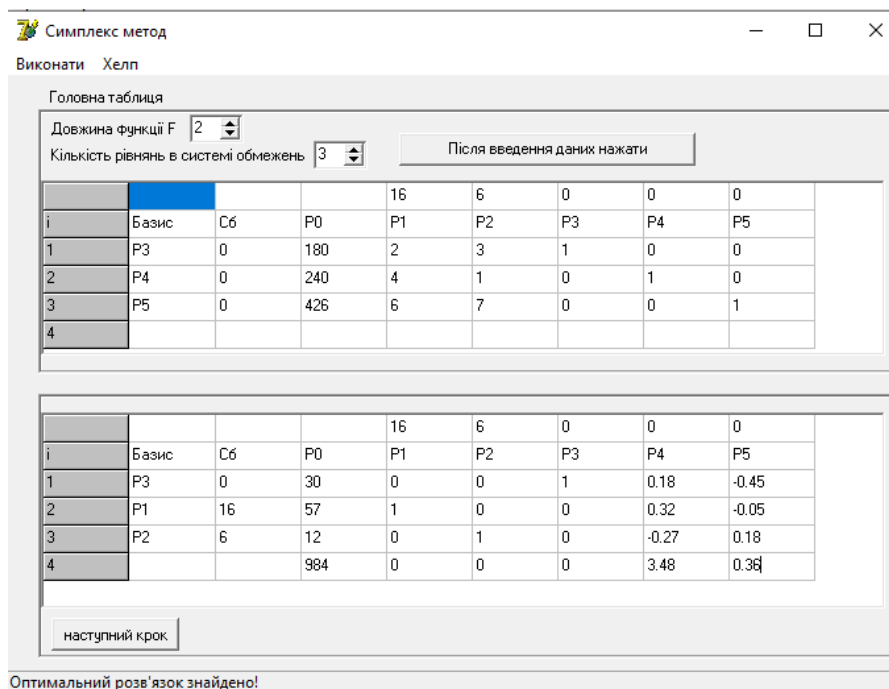 Симплекс метод
Виконати Хелп
Головна таблиця
Довжина функції F 2
Кількість рівнянь в системі обмежень 3
Після введення даних нажати
16 6 0 0 0
i Базис Сб P0 P1 P2 P3 P4 P5
1 P3 0 180 2 3 1 0 0
2 P4 0 240 4 1 0 1 0
3 P5 0 426 6 7 0 0 1
4
16 6 0 0 0
i Базис Сб P0 P1 P2 P3 P4 P5
1 P3 0 30 0 0 1 0.18 -0.45
2 P1 16 57 1 0 0 0.32 -0.05
3 P2 6 12 0 1 0 -0.27 0.18
4 984 0 0 0 3.48 0.36
наступний крок
Оптимальний розв'язок знайдено!